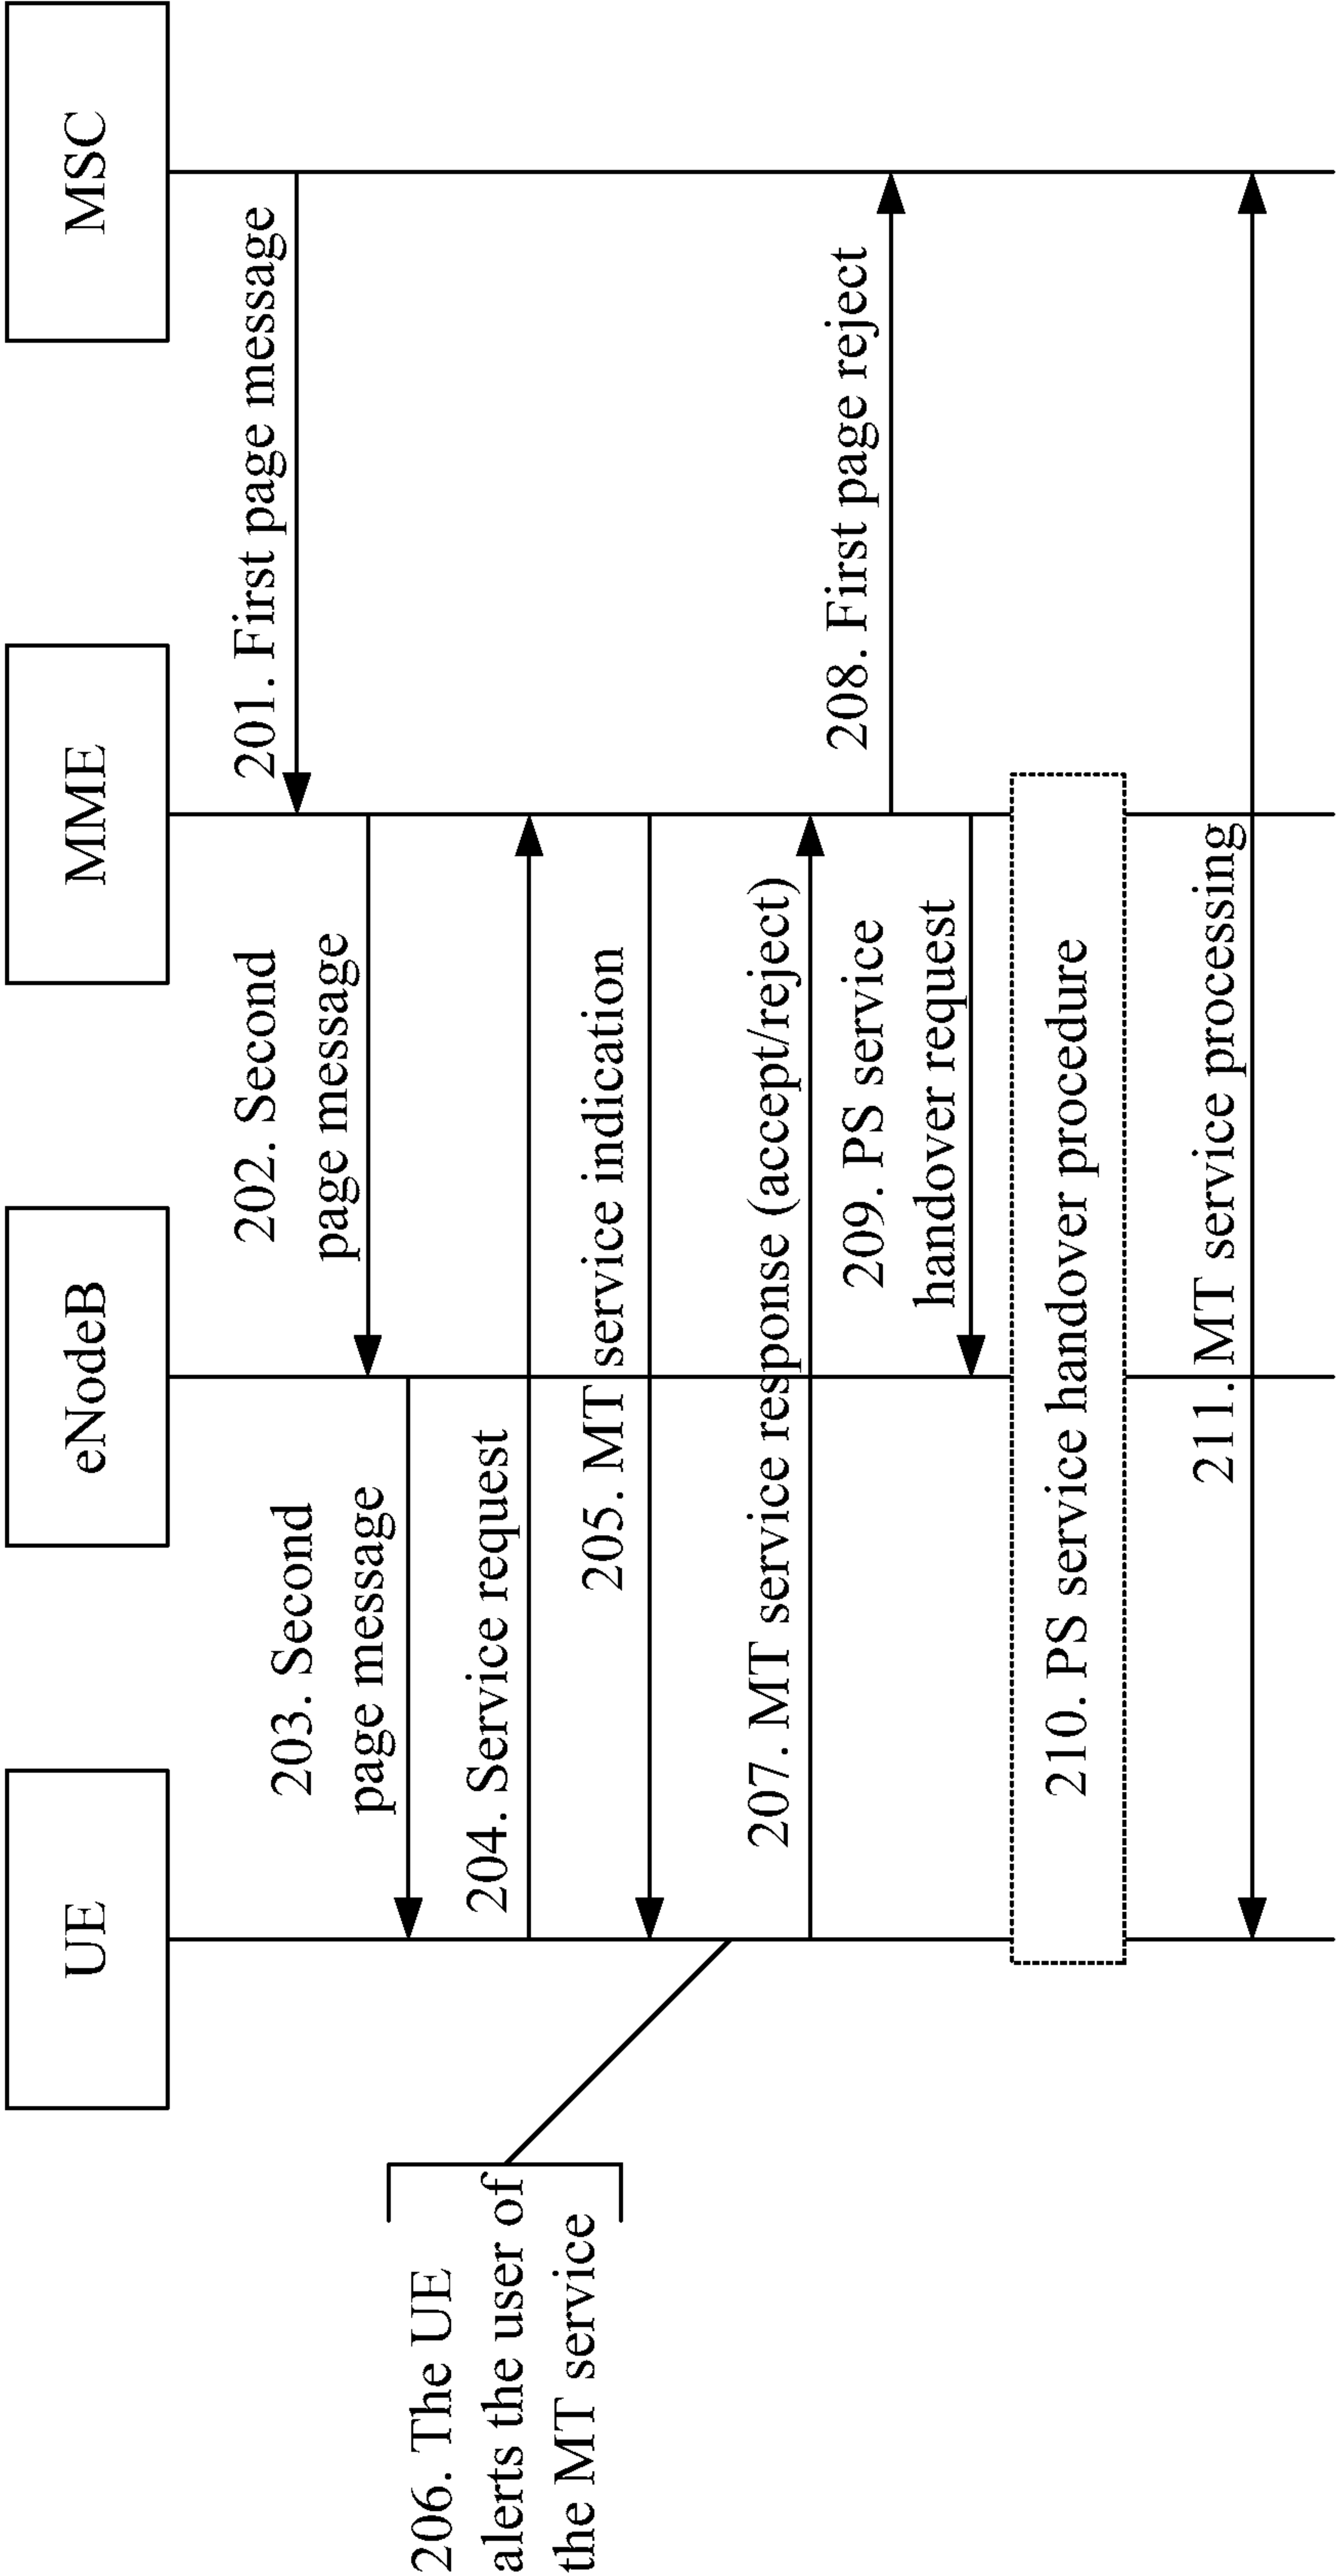 UE
eNodeB
MME
MSC
201. First page message
202. Second
page message
203. Second
page message
204. Service request
205. MT service indication
206. The UE
alerts the user of
the MT service
207. MT service response (accept/reject)
208. First page reject
209. PS service
handover request
210. PS service handover procedure
211. MT service processing